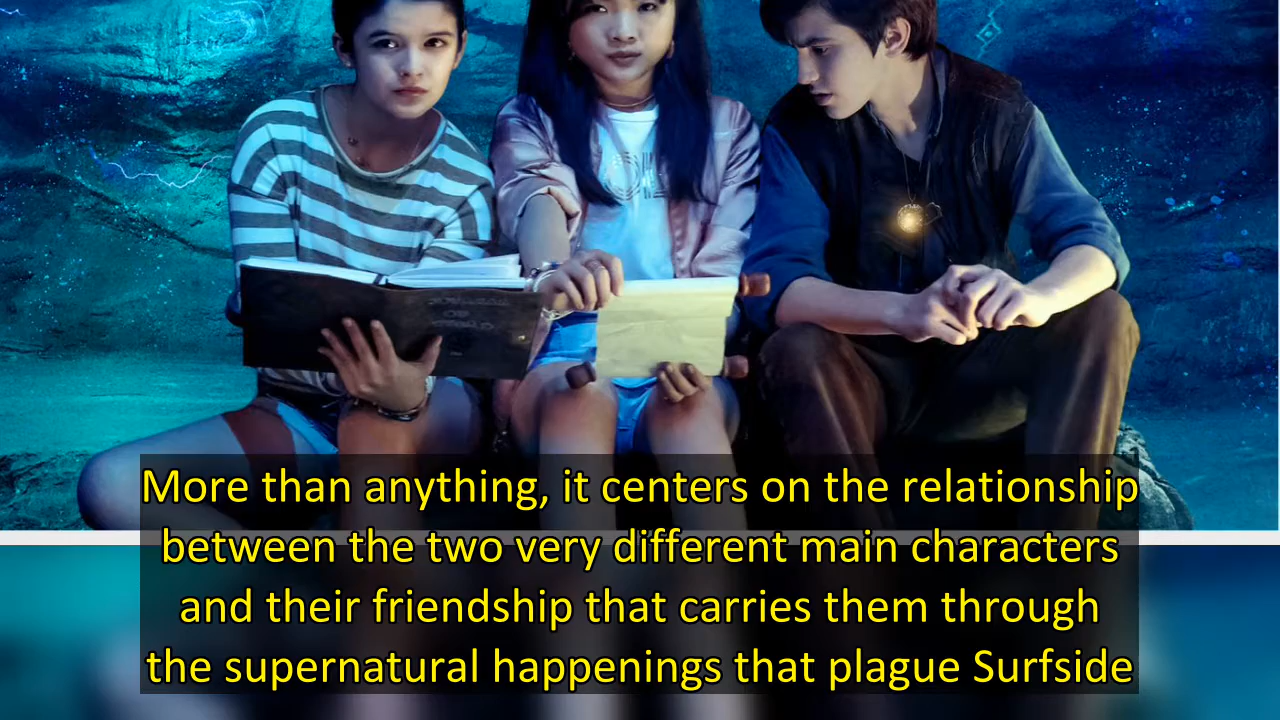 More than anything, it centers on the relationship
between the two very different main characters
and their friendship that carries them through
the supernatural happenings that plague Surfside